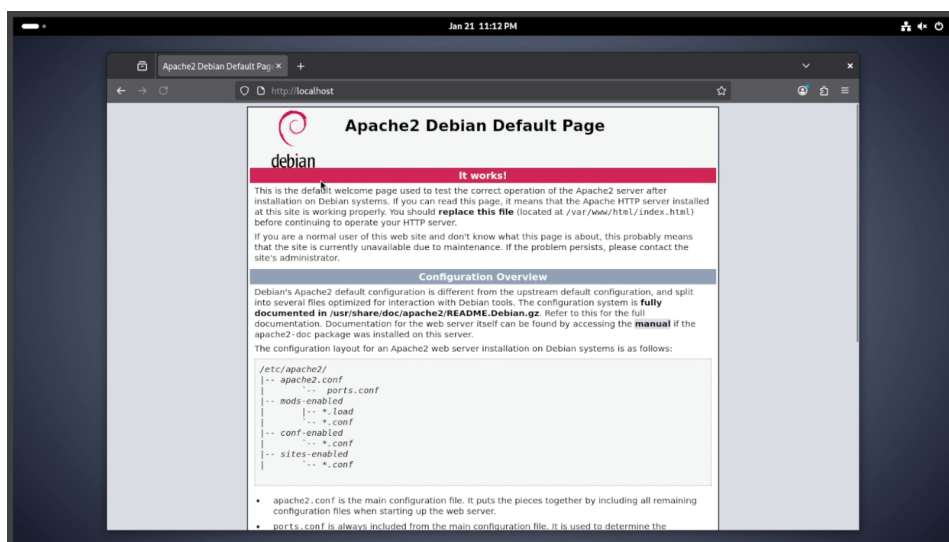 Jan 21 11:12 PM
Apache2 Debian Default Pag
http://localhost
debian
Apache2 Debian Default Page
It works!
This is the default welcome page used to test the correct operation of the Apache2 server after
installation on Debian systems. If you can read this page, it means that the Apache HTTP server installed
at this site is working properly. You should replace this file (located at /var/www/html/index.html)
before continuing to operate your HTTP server.
If you are a normal user of this web site and don't know what this page is about, this probably means
that the site is currently unavailable due to maintenance. If the problem persists, please contact the
site's administrator.
Configuration Overview
Debian's Apache2 default configuration is different from the upstream default configuration, and split
into several files optimized for interaction with Debian tools. The configuration system is fully
documented in /usr/share/doc/apache2/README.Debian.gz. Refer to this for the full
documentation. Documentation for the web server itself can be found by accessing the manual if the
apache2-doc package was installed on this server.
The configuration layout for an Apache2 web server installation on Debian systems is as follows:
/etc/apache2/
|-- apache2.conf
|       `--  ports.conf
|-- mods-enabled
|       |-- *.load
|       `-- *.conf
|-- conf-enabled
|       `-- *.conf
|-- sites-enabled
|       `-- *.conf
• apache2.conf is the main configuration file. It puts the pieces together by including all remaining
configuration files when starting up the web server.
• ports.conf is always included from the main configuration file. It is used to determine the